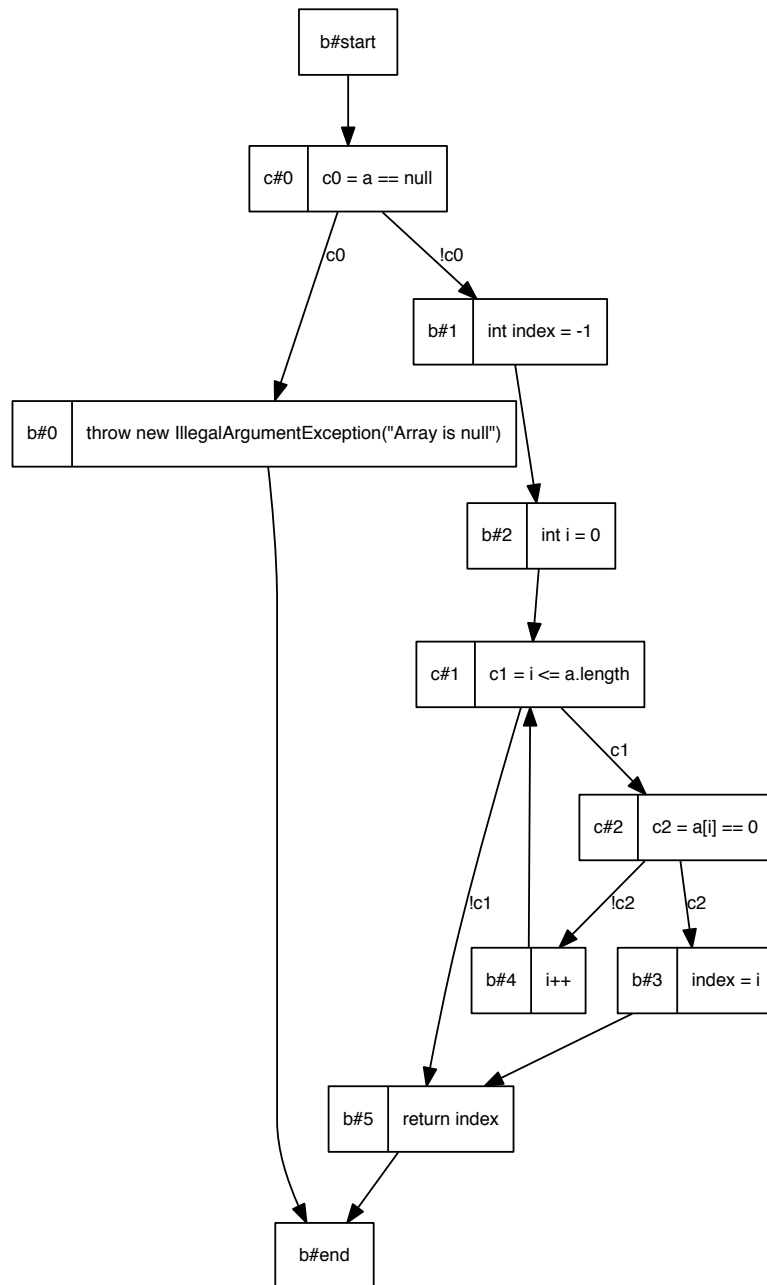 b#start
c#0 c0 = a == null
c0
!c0
b#1 int index = -1
b#0 throw new IllegalArgumentException("Array is null")
b#2 int i = 0
c#1 c1 = i <= a.length
c1
c#2 c2 = a[i] == 0
!c1
!c2
c2
b#4 i++
b#3 index = i
b#5 return index
b#end